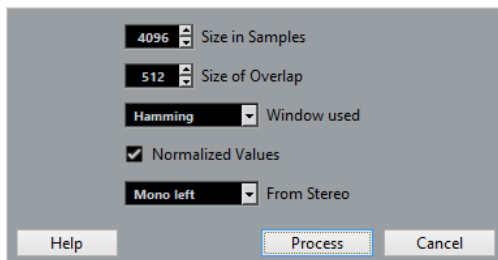 4096 Size in Samples
512 Size of Overlap
Hamming Window used
Normalized Values
Mono left From Stereo
Help Process Cancel